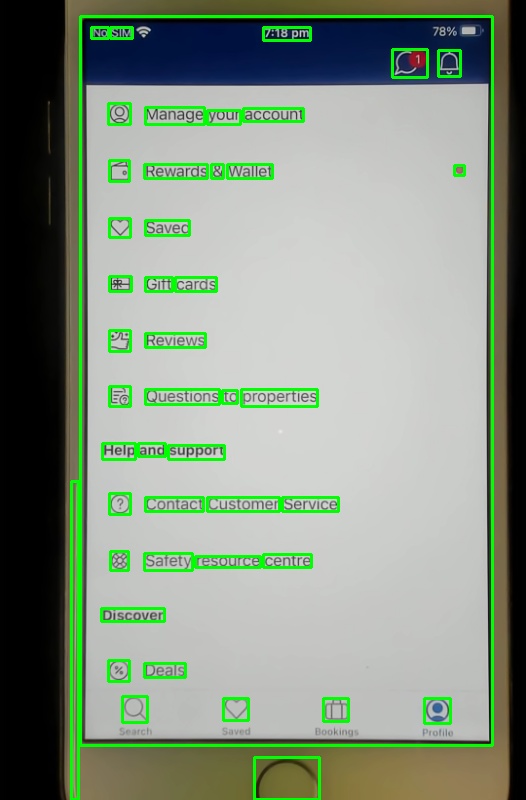 No SIM 7:18 pm 78%
1
Manage your account
Rewards & Wallet
Saved
Gift cards
Reviews
Questions to properties
Help and support
Contact Customer Service
Safety resource centre
Discover
Deals
Search Saved Bookings Profile